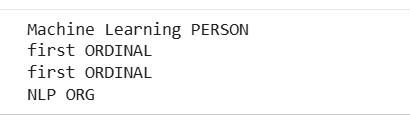 Machine Learning PERSON
first ORDINAL
first ORDINAL
NLP ORG